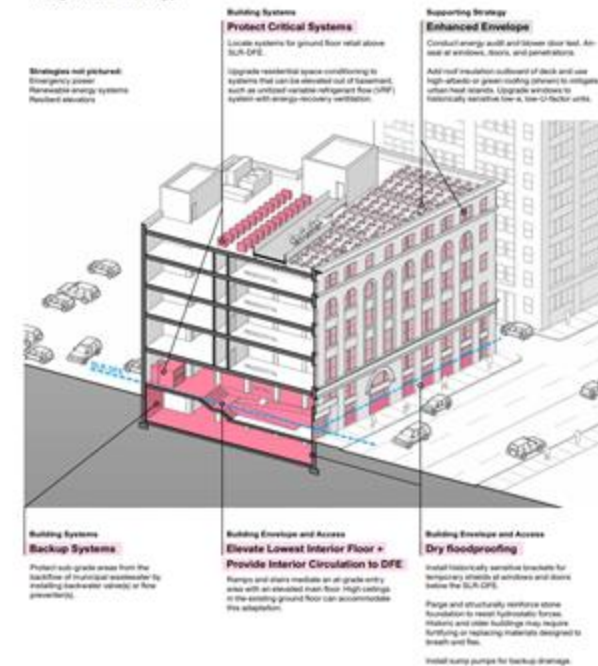 Building Systems
Protect Critical Systems
Locate systems for ground floor retail above
SLR-DFE.
Upgrade residential space conditioning to
systems that can be elevated out of basement,
such as unitized variable refrigerant flow (VRF)
system with energy-recovery ventilation.
Supporting Strategy
Enhanced Envelope
Conduct energy audit and blower door test. Air-
seal at windows, doors, and penetrations.
Add roof insulation outboard of deck and use
high-albedo or green roofing (shown) to mitigate
urban heat islands. Upgrade windows to
historically sensitive low-e, low-U-factor units.
Strategies not pictured:
Emergency power
Renewable energy systems
Resilient elevators
SLR-DFE
Building Systems
Backup Systems
Protect sub-grade areas from the
backflow of municipal wastewater by
installing backwater valve(s) or flow
preventer(s).
Building Envelope and Access
Elevate Lowest Interior Floor +
Provide Interior Circulation to DFE
Ramps and stairs mediate an at-grade entry
area with an elevated main floor. High ceilings
in the existing ground floor can accommodate
this adaptation.
Building Envelope and Access
Dry floodproofing
Install historically sensitive brackets for
temporary shields at windows and doors
below the SLR-DFE.
Parge and structurally reinforce stone
foundation to resist hydrostatic forces.
Historic and older buildings may require
fortifying or replacing materials designed to
breath and flex.
Install sump pumps for backup drainage.